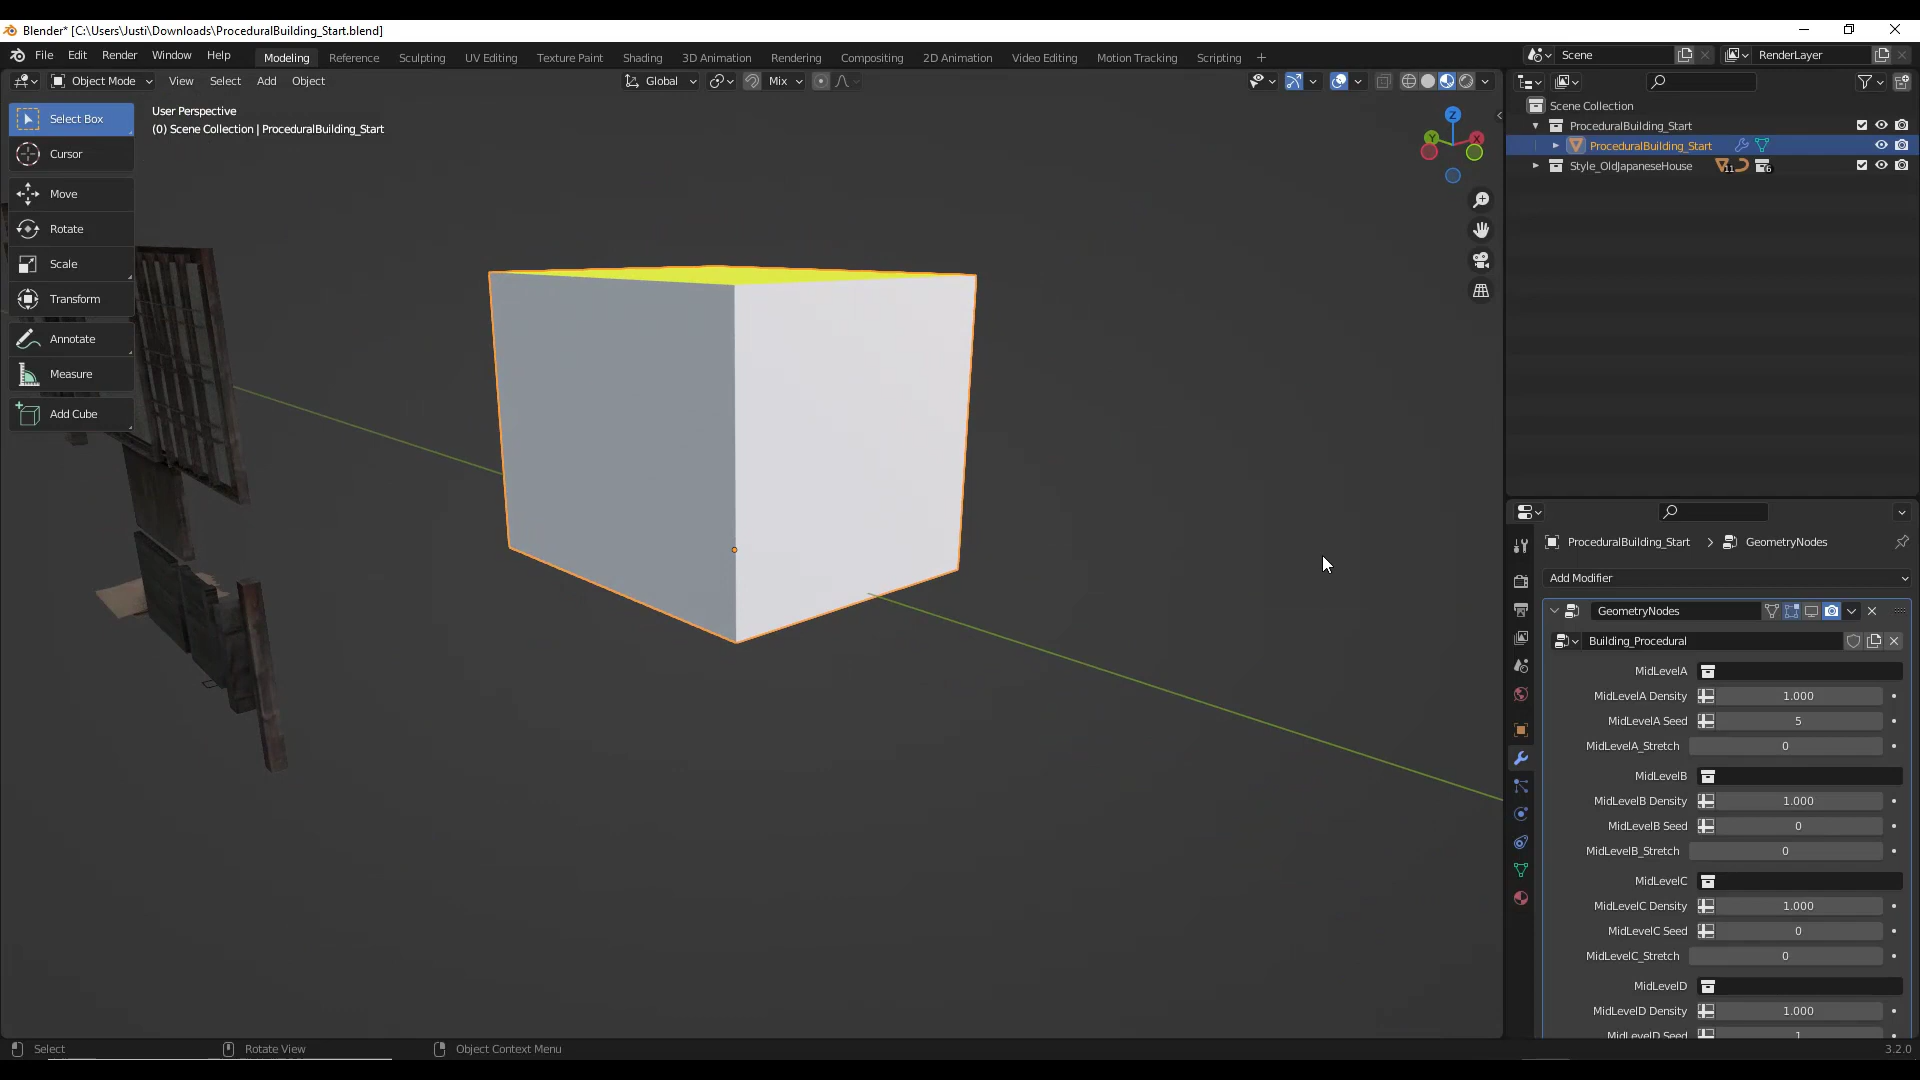 Blender* [C:\Users\Justi\Downloads\ProceduralBuilding_Start.blend]
File Edit Render Window Help Modeling Reference Sculpting UV Editing Texture Paint Shading 3D Animation Rendering Compositing 2D Animation Video Editing Motion Tracking Scripting + Scene RenderLayer
Object Mode View Select Add Object Global Mix
User Perspective
(0) Scene Collection | ProceduralBuilding_Start
Select Box
Cursor
Move
Rotate
Scale
Transform
Annotate
Measure
Add Cube
Z
Y
X
Scene Collection
ProceduralBuilding_Start
ProceduralBuilding_Start
Style_OldJapaneseHouse 11 6
ProceduralBuilding_Start > GeometryNodes
Add Modifier
GeometryNodes
Building_Procedural
MidLevelA
MidLevelA Density 1.000
MidLevelA Seed 5
MidLevelA_Stretch 0
MidLevelB
MidLevelB Density 1.000
MidLevelB Seed 0
MidLevelB_Stretch 0
MidLevelC
MidLevelC Density 1.000
MidLevelC Seed 0
MidLevelC_Stretch 0
MidLevelD
MidLevelD Density 1.000
MidLevelD Seed 1
Select Rotate View Object Context Menu 3.2.0